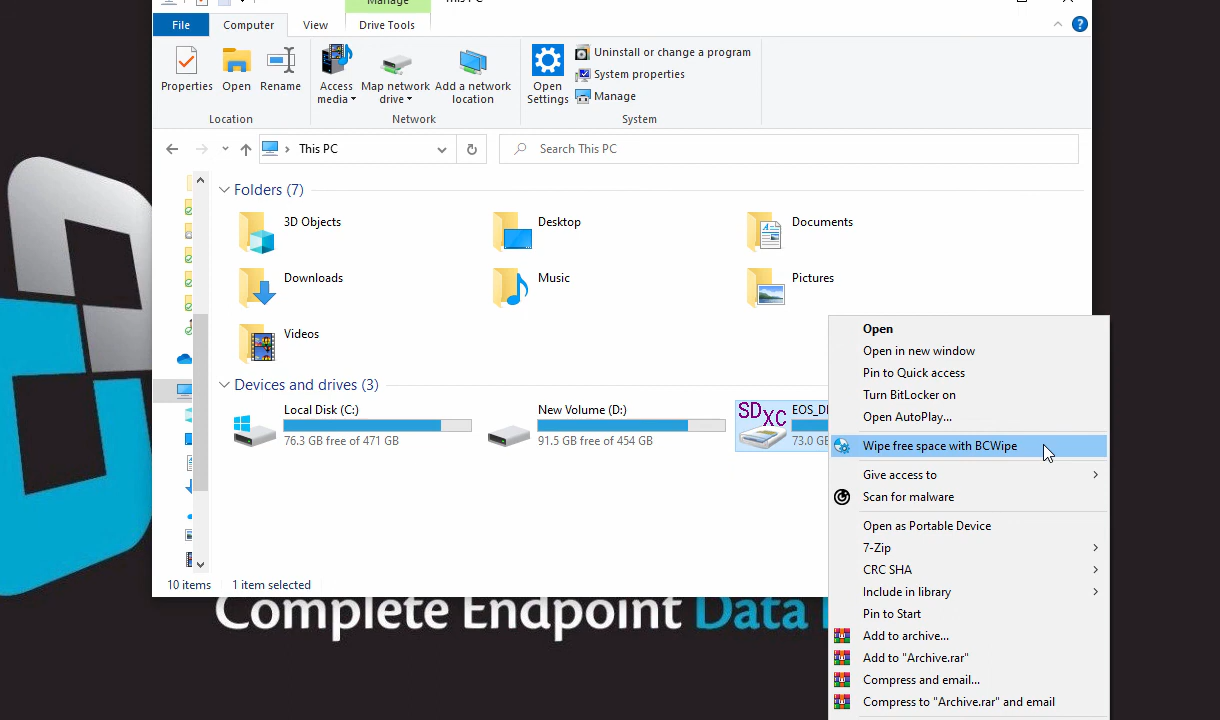 Manage
This PC
File
Computer
View
Drive Tools
Properties
Open
Rename
Access media
Map network drive
Add a network location
Open Settings
Uninstall or change a program
System properties
Manage
Location
Network
System
This PC
Search This PC
Folders (7)
3D Objects
Desktop
Documents
Downloads
Music
Pictures
Videos
Devices and drives (3)
Local Disk (C:)
76.3 GB free of 471 GB
New Volume (D:)
91.5 GB free of 454 GB
SDXC
73.0 GB
Open
Open in new window
Pin to Quick access
Turn BitLocker on
Open AutoPlay...
Wipe free space with BCWipe
Give access to
Scan for malware
Open as Portable Device
7-Zip
CRC SHA
Include in library
Pin to Start
Add to archive...
Add to "Archive.rar"
Compress and email...
Compress to "Archive.rar" and email
10 items
1 item selected
Complete Endpoint Data